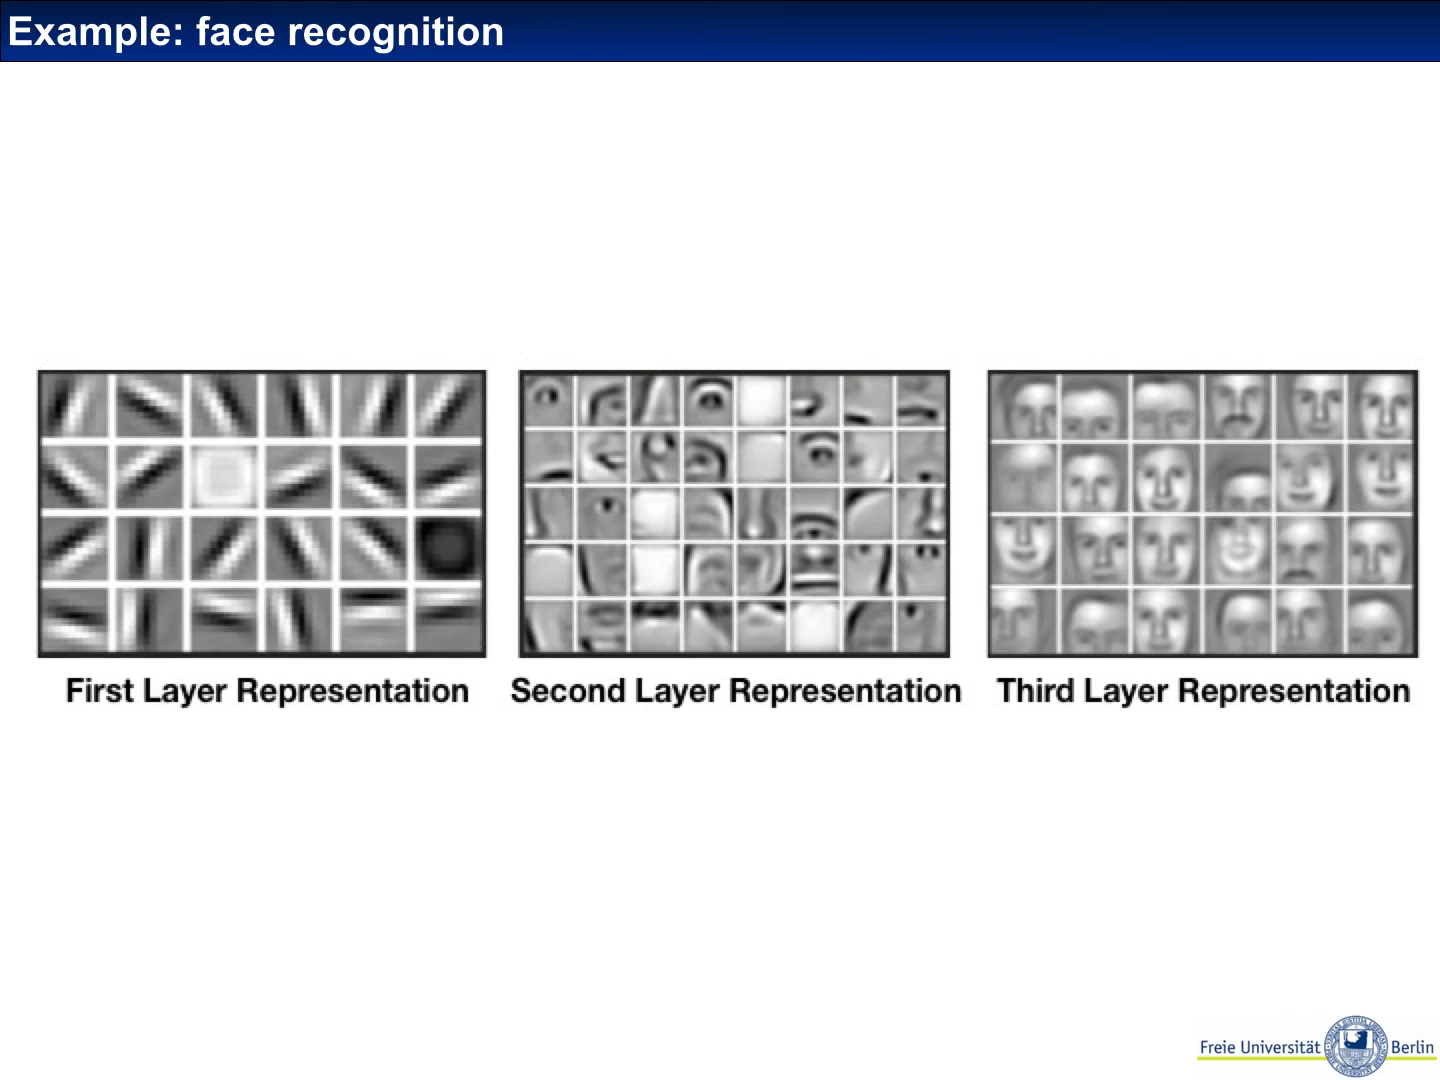 Example: face recognition
First Layer Representation
Second Layer Representation
Third Layer Representation
Freie Universität Berlin